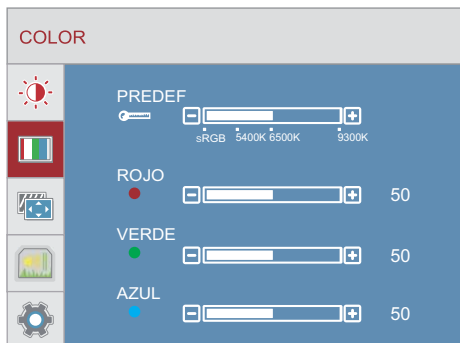 COLOR
PREDEF
sRGB 5400K 6500K 9300K
ROJO
50
VERDE
50
AZUL
50